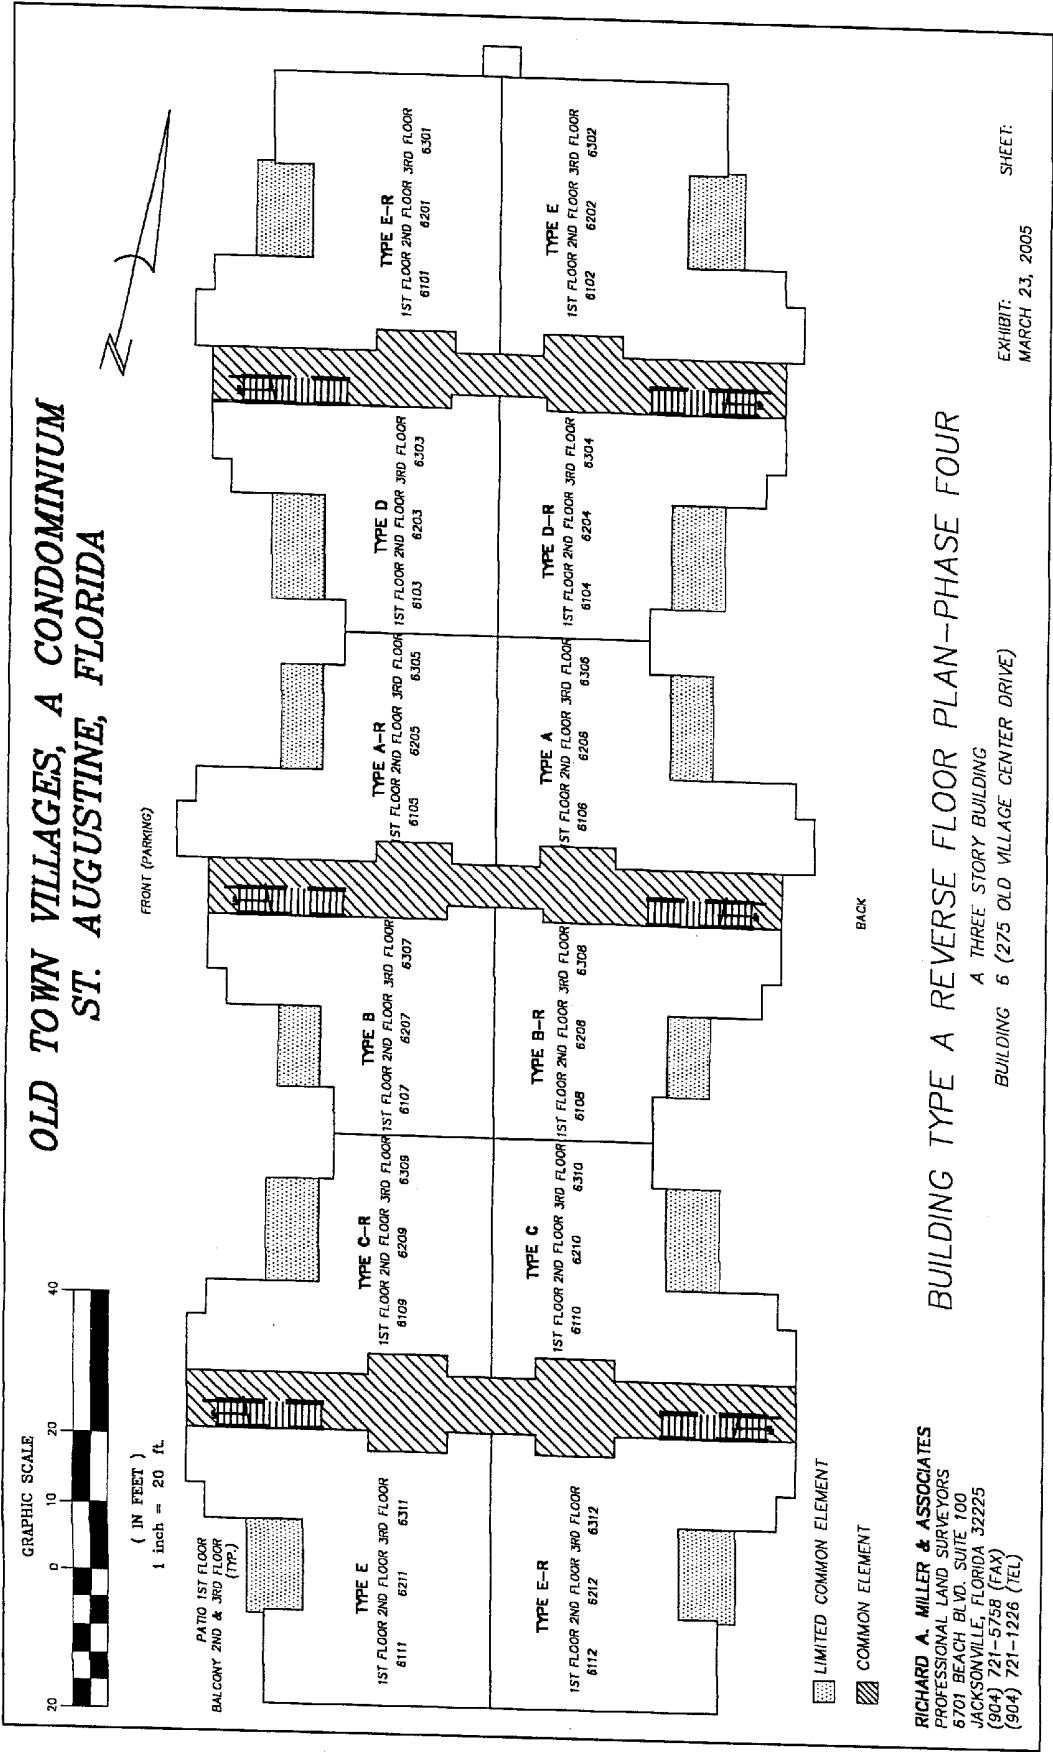 OLD TOWN VILLAGES, A CONDOMINIUM
ST. AUGUSTINE, FLORIDA
GRAPHIC SCALE
20 0 10 20 40
( IN FEET )
1 inch = 20 ft.
N
FRONT (PARKING)
PATIO 1ST FLOOR
BALCONY 2ND & 3RD FLOOR
(TYP.)
TYPE E
1ST FLOOR 2ND FLOOR 3RD FLOOR
6111 6211 6311
TYPE C-R
1ST FLOOR 2ND FLOOR 3RD FLOOR
6109 6209 6309
TYPE B
1ST FLOOR 2ND FLOOR 3RD FLOOR
6107 6207 6307
TYPE A-R
1ST FLOOR 2ND FLOOR 3RD FLOOR
6105 6205 6305
TYPE D
1ST FLOOR 2ND FLOOR 3RD FLOOR
6103 6203 6303
TYPE E-R
1ST FLOOR 2ND FLOOR 3RD FLOOR
6101 6201 6301
TYPE E-R
1ST FLOOR 2ND FLOOR 3RD FLOOR
6112 6212 6312
TYPE C
1ST FLOOR 2ND FLOOR 3RD FLOOR
6110 6210 6310
TYPE B-R
1ST FLOOR 2ND FLOOR 3RD FLOOR
6108 6208 6308
TYPE A
1ST FLOOR 2ND FLOOR 3RD FLOOR
6106 6206 6306
TYPE D-R
1ST FLOOR 2ND FLOOR 3RD FLOOR
6104 6204 6304
TYPE E
1ST FLOOR 2ND FLOOR 3RD FLOOR
6102 6202 6302
BACK
LIMITED COMMON ELEMENT
COMMON ELEMENT
RICHARD A. MILLER & ASSOCIATES
PROFESSIONAL LAND SURVEYORS
6701 BEACH BLVD. SUITE 100
JACKSONVILLE, FLORIDA 32225
(904) 721-5758 (FAX)
(904) 721-1226 (TEL)
BUILDING TYPE A REVERSE FLOOR PLAN-PHASE FOUR
A THREE STORY BUILDING
BUILDING 6 (275 OLD VILLAGE CENTER DRIVE)
EXHIBIT:
MARCH 23, 2005
SHEET: